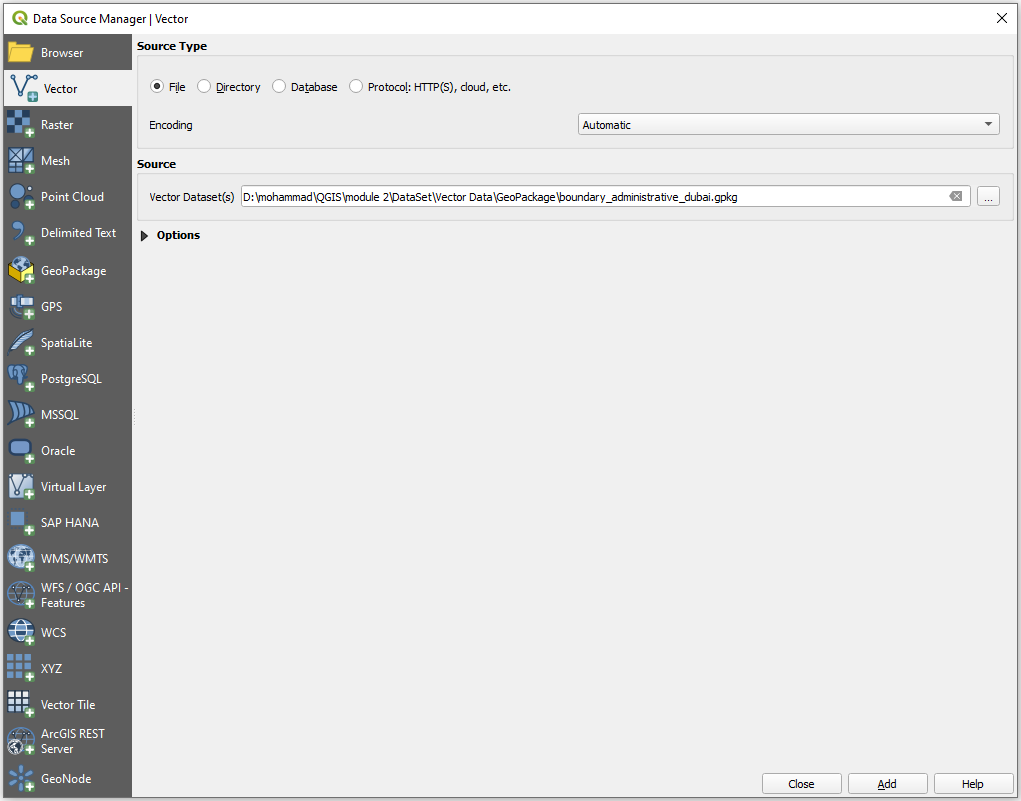 Data Source Manager | Vector
Browser
Vector
Raster
Mesh
Point Cloud
Delimited Text
GeoPackage
GPS
SpatiaLite
PostgreSQL
MSSQL
Oracle
Virtual Layer
SAP HANA
WMS/WMTS
WFS / OGC API -
Features
WCS
XYZ
Vector Tile
ArcGIS REST
Server
GeoNode
Source Type
File Directory Database Protocol: HTTP(S), cloud, etc.
Encoding Automatic
Source
Vector Dataset(s) D:\mohammad\QGIS\module 2\DataSet\Vector Data\GeoPackage\boundary_administrative_dubai.gpkg ...
Options
Close Add Help